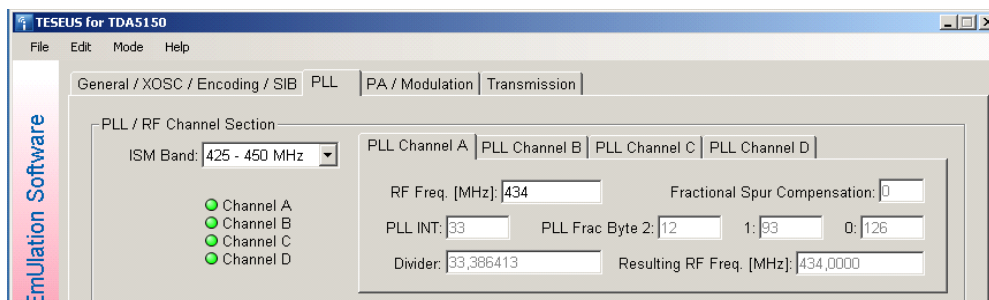 TESEUS for TDA5150
File Edit Mode Help
General / XOSC / Encoding / SIB PLL PA / Modulation Transmission
EmUlation Software
PLL / RF Channel Section
ISM Band: 425 - 450 MHz
Channel A
Channel B
Channel C
Channel D
PLL Channel A PLL Channel B PLL Channel C PLL Channel D
RF Freq. [MHz]: 434 Fractional Spur Compensation: 0
PLL INT: 33 PLL Frac Byte 2: 12 1: 93 0: 126
Divider: 33,386413 Resulting RF Freq. [MHz]: 434,0000